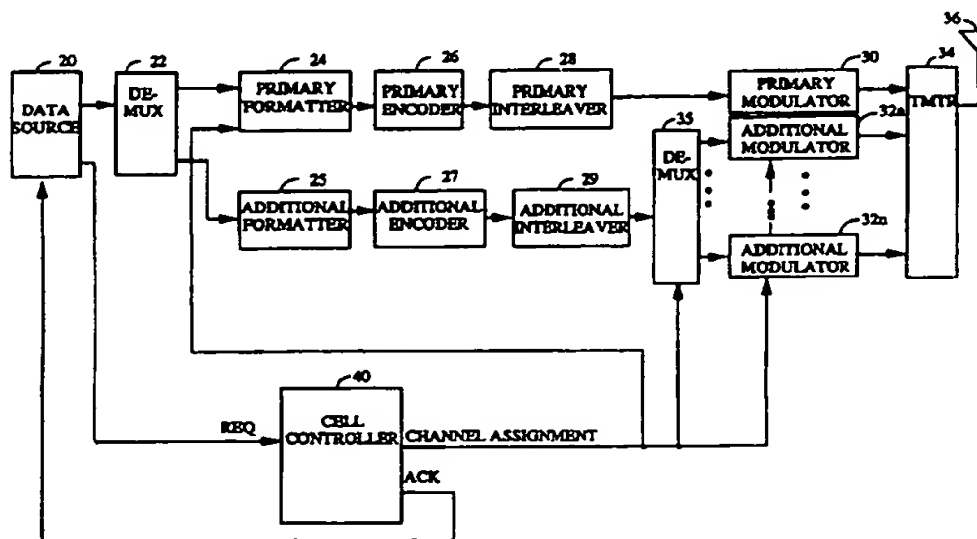 36
20
22
24
26
28
30
34
DATA
SOURCE
DE-
MUX
PRIMARY
FORMATTER
PRIMARY
ENCODER
PRIMARY
INTERLEAVER
PRIMARY
MODULATOR
TMTR
32a
35
ADDITIONAL
MODULATOR
DE-
MUX
25
27
29
ADDITIONAL
FORMATTER
ADDITIONAL
ENCODER
ADDITIONAL
INTERLEAVER
32n
ADDITIONAL
MODULATOR
40
REQ
CELL
CONTROLLER
CHANNEL ASSIGNMENT
ACK